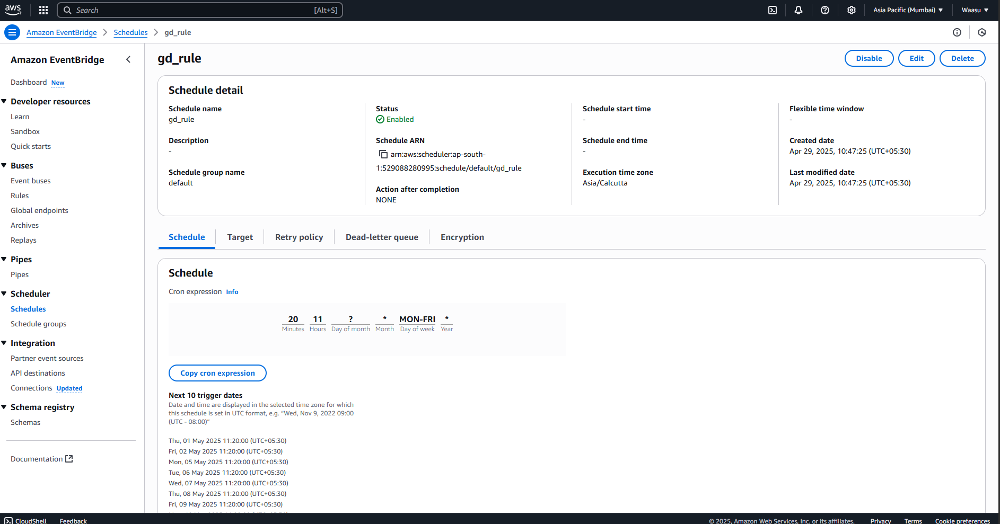 aws
Search [Alt+S]
Asia Pacific (Mumbai)
Waasu
Amazon EventBridge
Schedules
gd_rule
Amazon EventBridge
Dashboard New
Developer resources
Learn
Sandbox
Quick starts
Buses
Event buses
Rules
Global endpoints
Archives
Replays
Pipes
Pipes
Scheduler
Schedules
Schedule groups
Integration
Partner event sources
API destinations
Connections Updated
Schema registry
Schemas
Documentation
gd_rule
Disable
Edit
Delete
Schedule detail
Schedule name
gd_rule
Description
-
Schedule group name
default
Status
Enabled
Schedule ARN
arn:aws:scheduler:ap-south-
1:529088280995:schedule/default/gd_rule
Action after completion
NONE
Schedule start time
-
Schedule end time
-
Execution time zone
Asia/Calcutta
Flexible time window
-
Created date
Apr 29, 2025, 10:47:25 (UTC+05:30)
Last modified date
Apr 29, 2025, 10:47:25 (UTC+05:30)
Schedule
Target
Retry policy
Dead-letter queue
Encryption
Schedule
Cron expression Info
20 11 ? * MON-FRI *
Minutes Hours Day of month Month Day of week Year
Copy cron expression
Next 10 trigger dates
Date and time are displayed in the selected time zone for which
this schedule is set in UTC format, e.g. “Wed, Nov 9, 2022 09:00
(UTC - 08:00)”
Thu, 01 May 2025 11:20:00 (UTC+05:30)
Fri, 02 May 2025 11:20:00 (UTC+05:30)
Mon, 05 May 2025 11:20:00 (UTC+05:30)
Tue, 06 May 2025 11:20:00 (UTC+05:30)
Wed, 07 May 2025 11:20:00 (UTC+05:30)
Thu, 08 May 2025 11:20:00 (UTC+05:30)
Fri, 09 May 2025 11:20:00 (UTC+05:30)
CloudShell
Feedback
© 2025, Amazon Web Services, Inc. or its affiliates.
Privacy
Terms
Cookie preferences